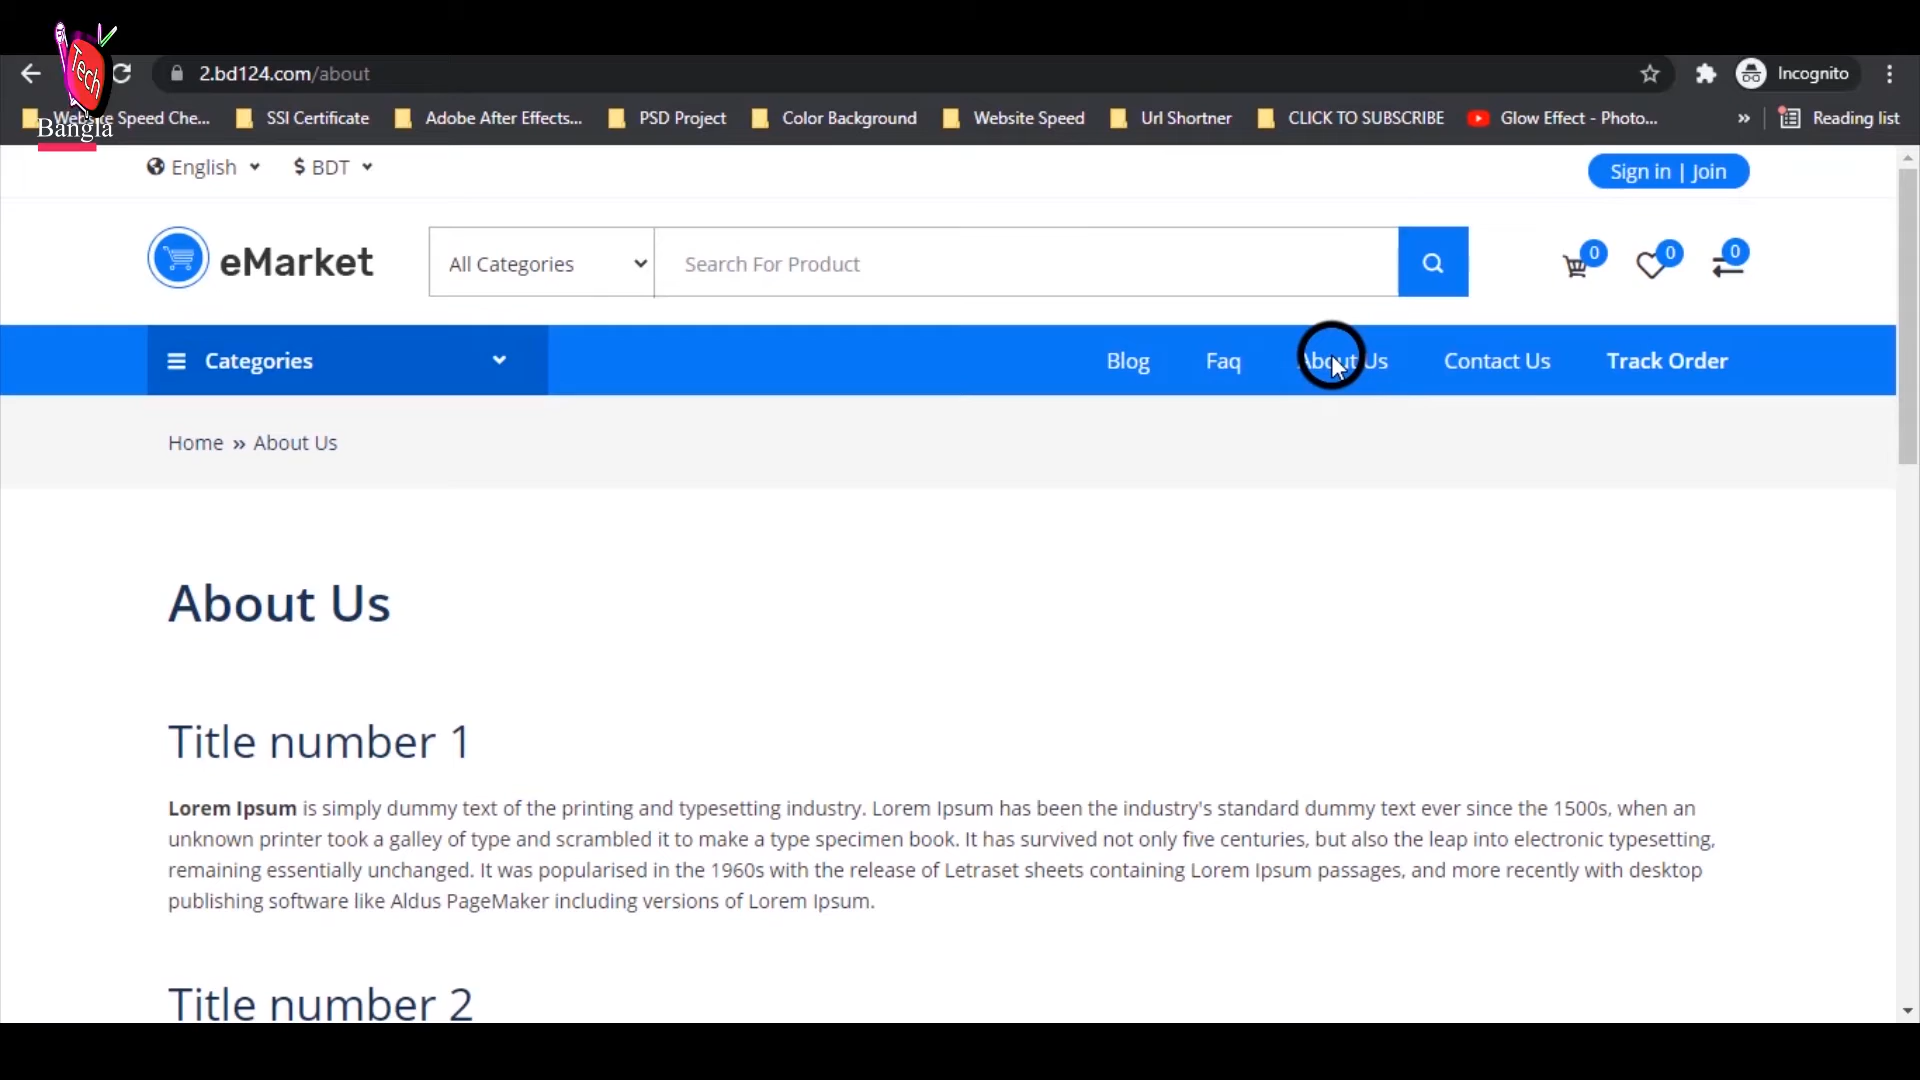 Tech
Bangla
2.bd124.com/about
Incognito
Website Speed Che...
SSI Certificate
Adobe After Effects...
PSD Project
Color Background
Website Speed
Url Shortner
CLICK TO SUBSCRIBE
Glow Effect - Photo...
»
Reading list
English
$ BDT
Sign in | Join
eMarket
All Categories
Search For Product
0
0
0
Categories
Blog
Faq
About Us
Contact Us
Track Order
Home » About Us
About Us
Title number 1
Lorem Ipsum is simply dummy text of the printing and typesetting industry. Lorem Ipsum has been the industry's standard dummy text ever since the 1500s, when an
unknown printer took a galley of type and scrambled it to make a type specimen book. It has survived not only five centuries, but also the leap into electronic typesetting,
remaining essentially unchanged. It was popularised in the 1960s with the release of Letraset sheets containing Lorem Ipsum passages, and more recently with desktop
publishing software like Aldus PageMaker including versions of Lorem Ipsum.
Title number 2